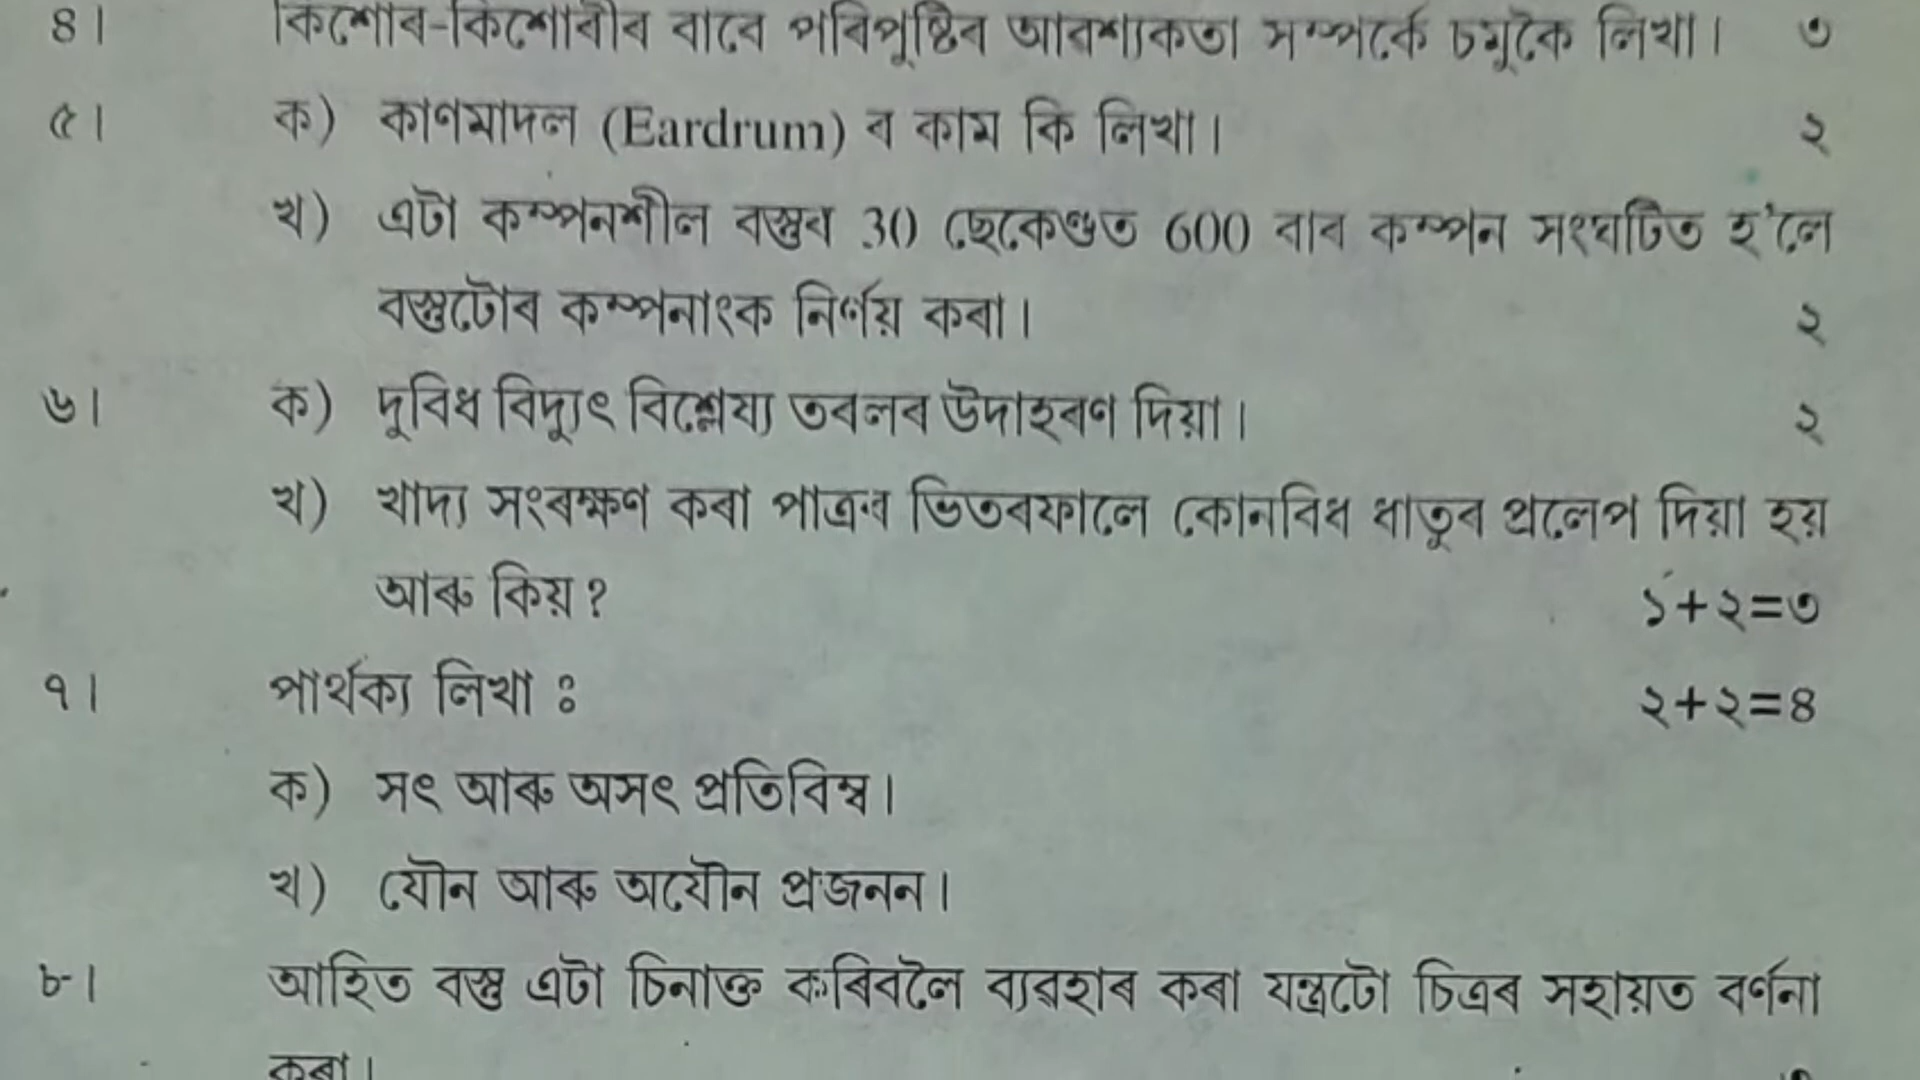 ৪। কিশোৰ-কিশোৰীৰ বাবে পৰিপুষ্টিৰ আৱশ্যকতা সম্পৰ্কে চমুকৈ লিখা। ৩
৫। ক) কাণমাদল (Eardrum) ৰ কাম কি লিখা। ২
খ) এটা কম্পনশীল বস্তুৰ 30 ছেকেণ্ডত 600 বাৰ কম্পন সংঘটিত হ'লে
বস্তুটোৰ কম্পনাংক নিৰ্ণয় কৰা। ২
৬। ক) দুবিধ বিদ্যুৎ বিশ্লেষ্য তৰলৰ উদাহৰণ দিয়া। ২
খ) খাদ্য সংৰক্ষণ কৰা পাত্ৰৰ ভিতৰফালে কোনবিধ ধাতুৰ প্ৰলেপ দিয়া হয়
আৰু কিয়? ১+২=৩
৭। পাৰ্থক্য লিখা ঃ ২+২=৪
ক) সৎ আৰু অসৎ প্ৰতিবিম্ব।
খ) যৌন আৰু অযৌন প্ৰজনন।
৮। আহিত বস্তু এটা চিনাক্ত কৰিবলৈ ব্যৱহাৰ কৰা যন্ত্ৰটো চিত্ৰৰ সহায়ত বৰ্ণনা
কৰা।